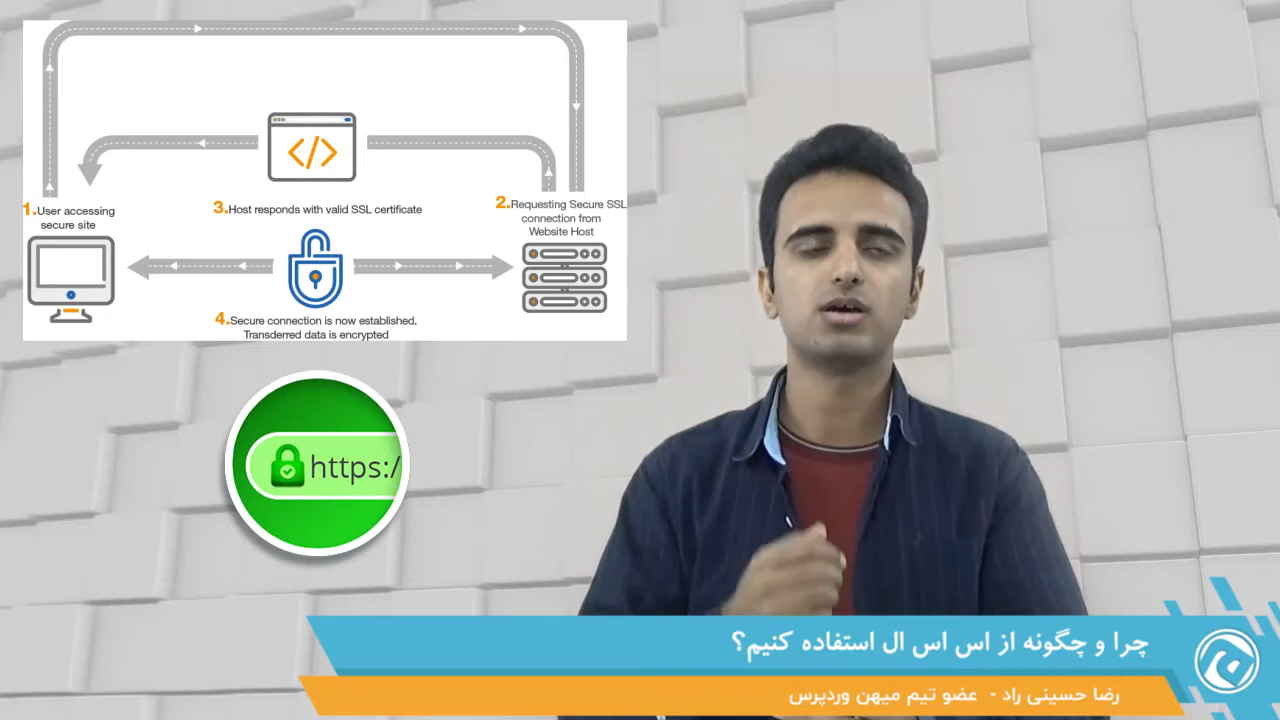 1.User accessing
secure site
3.Host responds with valid SSL certificate
2.Requesting Secure SSL
connection from
Website Host
</>
4.Secure connection is now established.
Transderred data is encrypted
https:/
چرا و چگونه از اس اس ال استفاده کنیم؟
رضا حسینی راد - عضو تیم میهن وردپرس